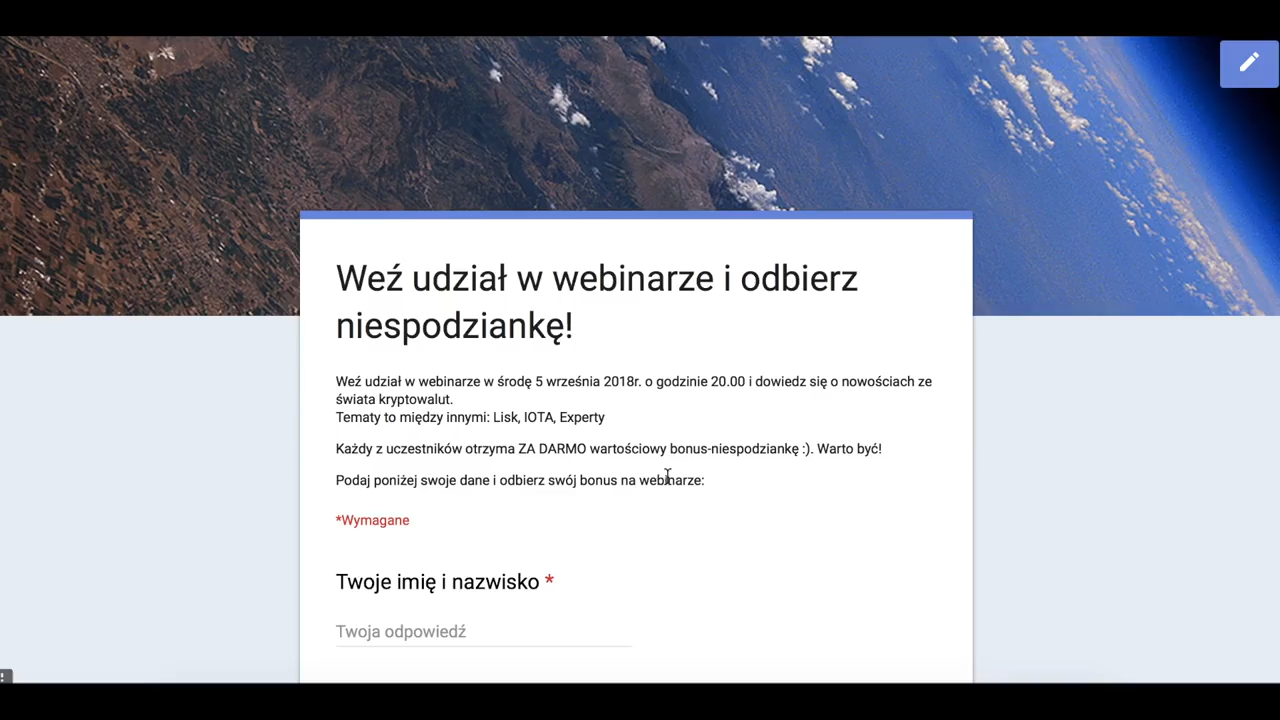 Weź udział w webinarze i odbierz
niespodziankę!
Weź udział w webinarze w środę 5 września 2018r. o godzinie 20.00 i dowiedz się o nowościach ze
świata kryptowalut.
Tematy to między innymi: Lisk, IOTA, Experty
Każdy z uczestników otrzyma ZA DARMO wartościowy bonus-niespodziankę :). Warto być!
Podaj poniżej swoje dane i odbierz swój bonus na webinarze:
*Wymagane
Twoje imię i nazwisko *
Twoja odpowiedź